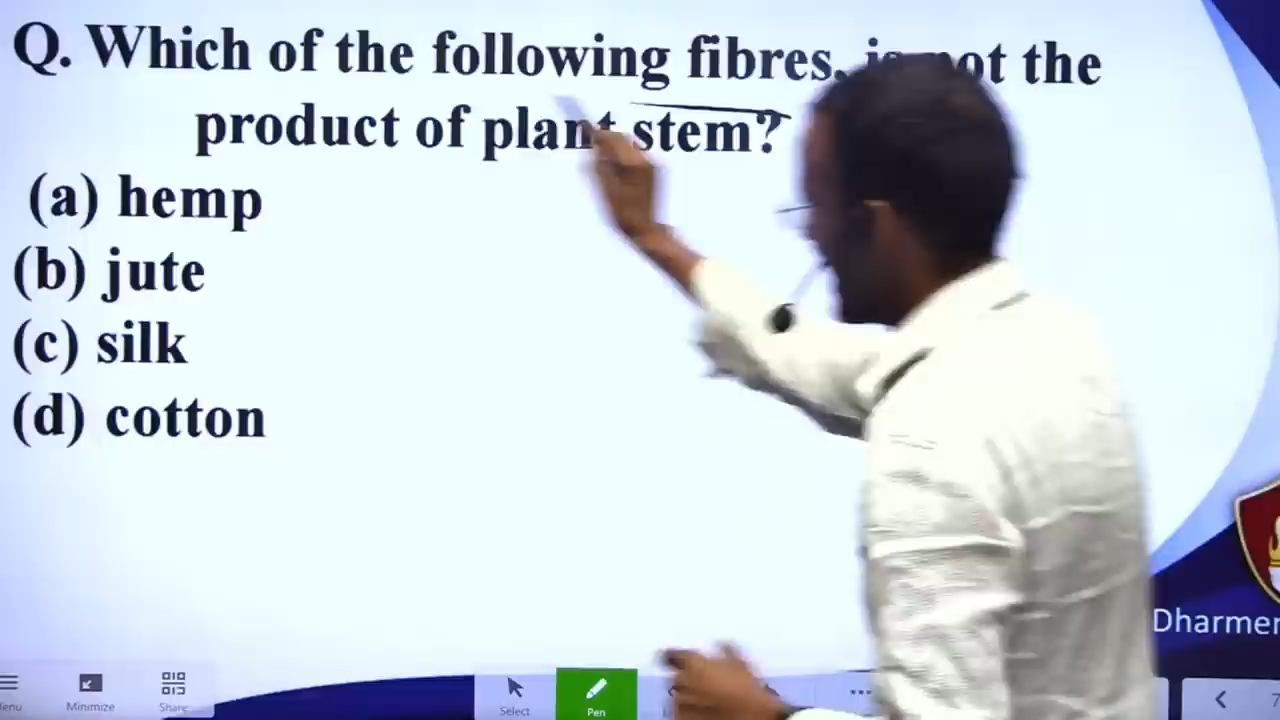 Q. Which of the following fibres, is not the
product of plant stem?
(a) hemp
(b) jute
(c) silk
(d) cotton
Dharmer
Menu
Minimize
Share
Select
Pen
7